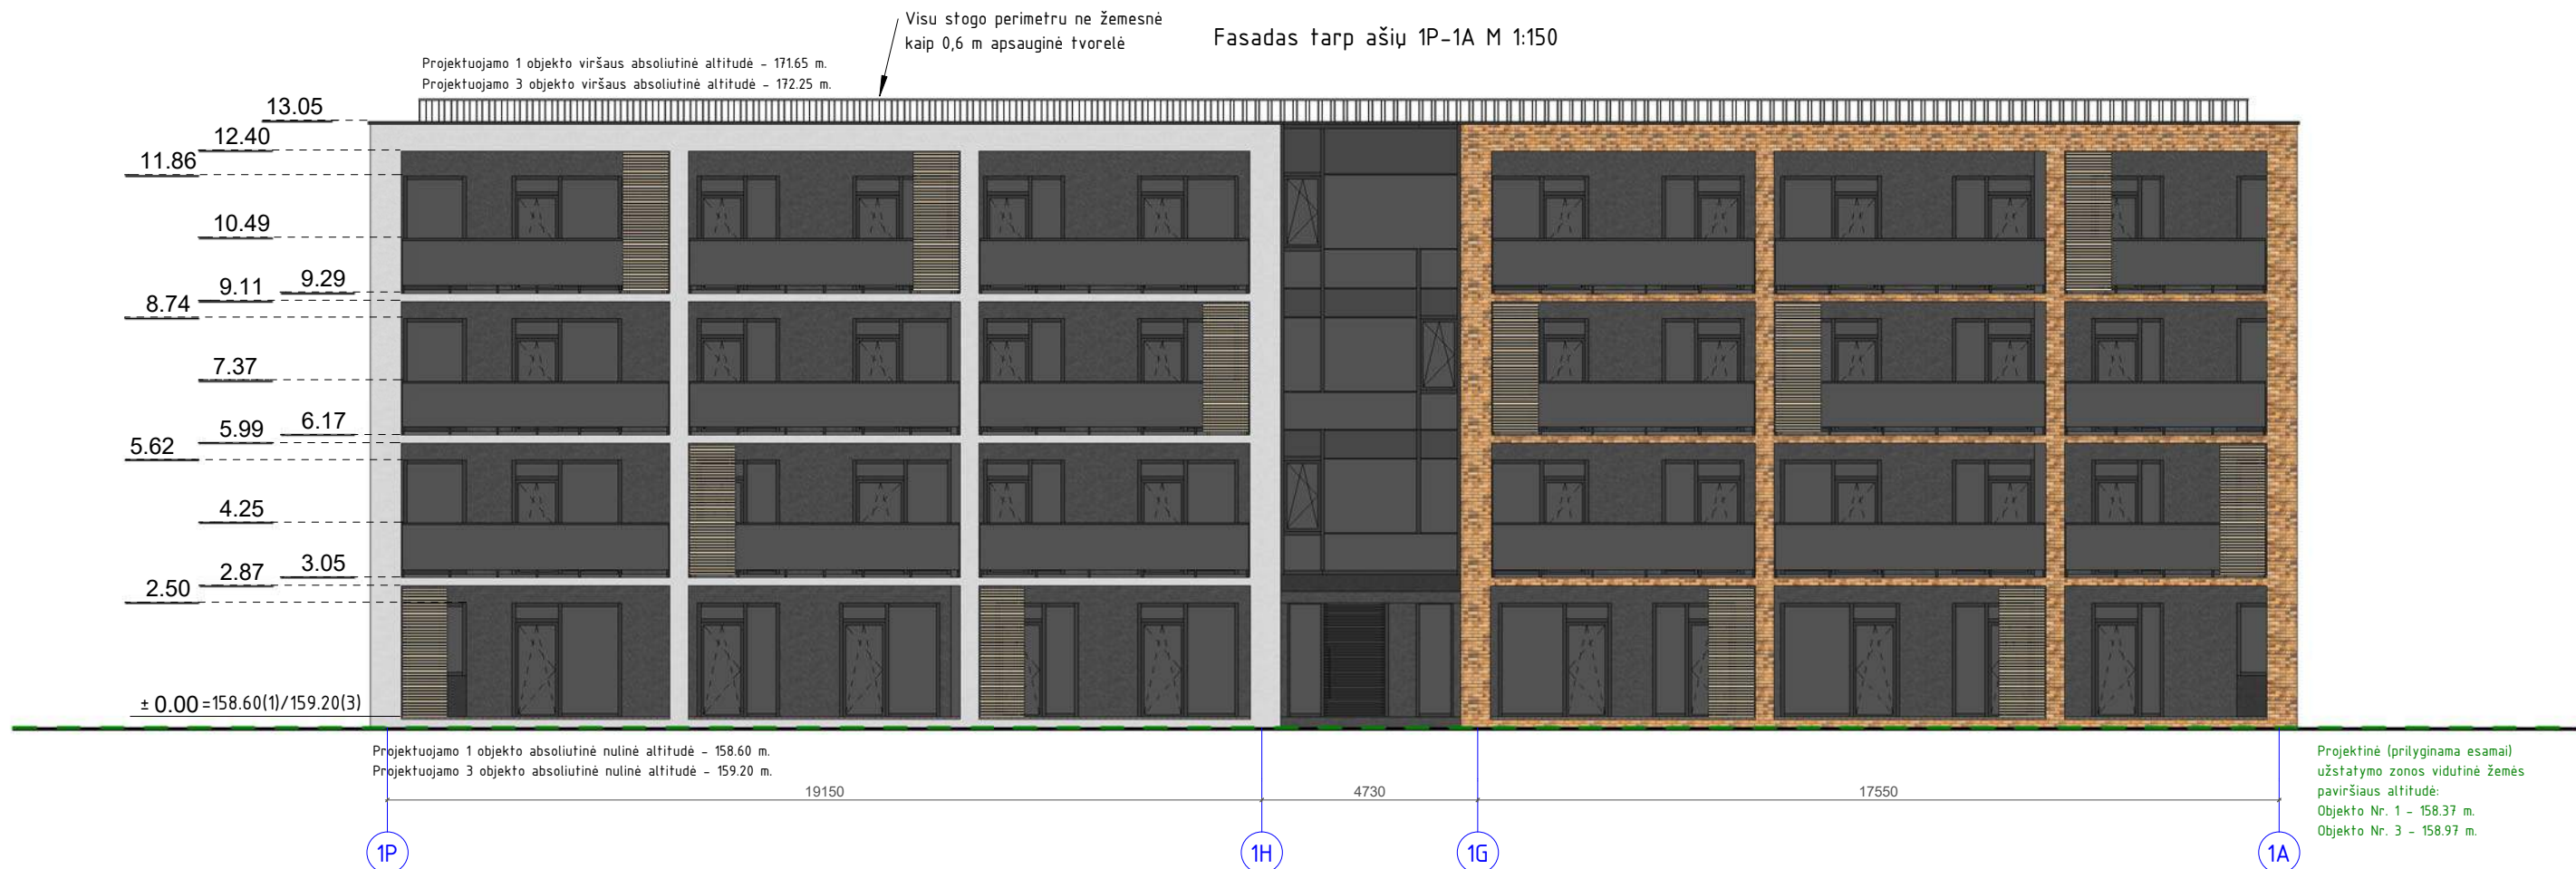 Visu stogo perimetru ne žemesnė
kaip 0,6 m apsauginė tvorelė
Fasadas tarp ašių 1P-1A M 1:150
Projektuojamo 1 objekto viršaus absoliutinė altitudė - 171.65 m.
Projektuojamo 3 objekto viršaus absoliutinė altitudė - 172.25 m.
13.05
12.40
11.86
10.49
9.29
9.11
8.74
7.37
6.17
5.99
5.62
4.25
3.05
2.87
2.50
± 0.00 =158.60(1)/159.20(3)
Projektuojamo 1 objekto absoliutinė nulinė altitudė - 158.60 m.
Projektuojamo 3 objekto absoliutinė nulinė altitudė - 159.20 m.
Projektinė (prilyginama esamai)
užstatymo zonos vidutinė žemės
paviršiaus altitudė:
Objekto Nr. 1 - 158.37 m.
Objekto Nr. 3 - 158.97 m.
19150 4730 17550
1P 1H 1G 1A